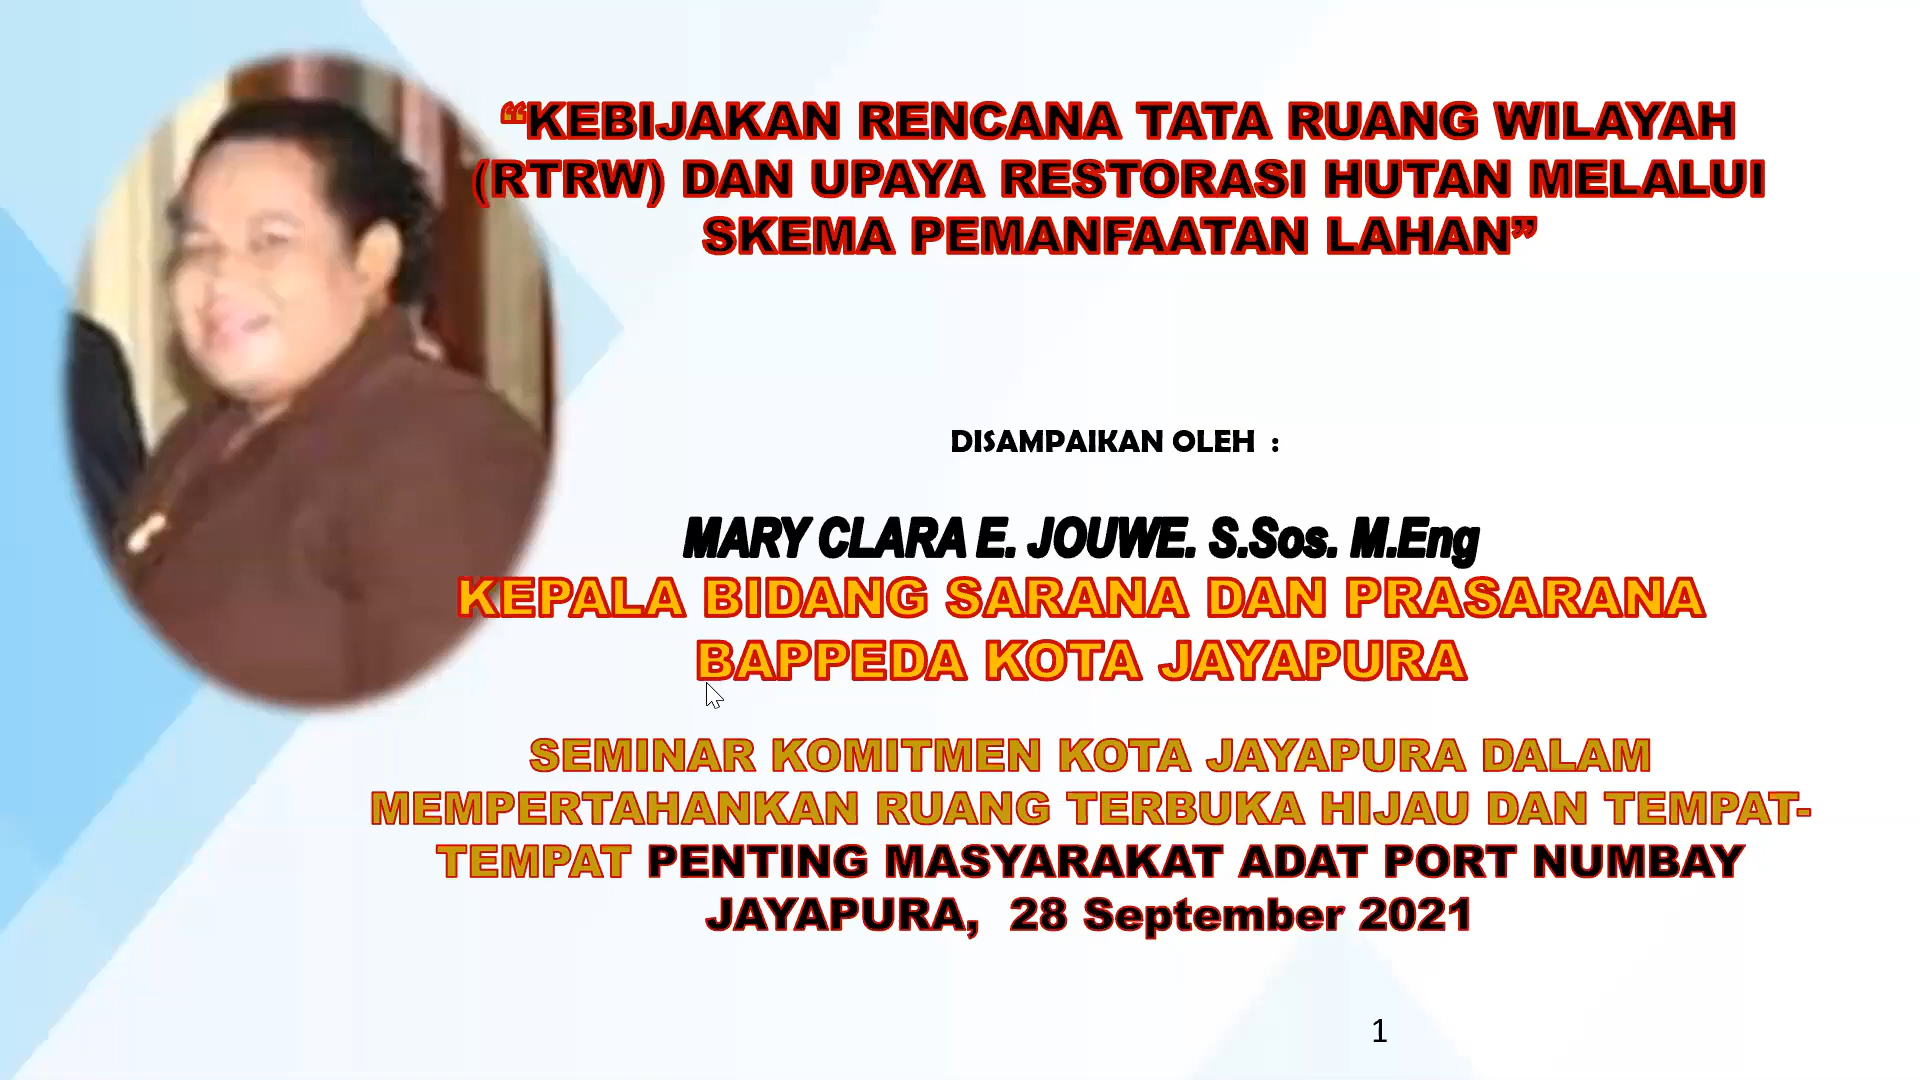 “KEBIJAKAN RENCANA TATA RUANG WILAYAH
(RTRW) DAN UPAYA RESTORASI HUTAN MELALUI
SKEMA PEMANFAATAN LAHAN”
DISAMPAIKAN OLEH :
MARY CLARA E. JOUWE. S.Sos. M.Eng
KEPALA BIDANG SARANA DAN PRASARANA
BAPPEDA KOTA JAYAPURA
SEMINAR KOMITMEN KOTA JAYAPURA DALAM
MEMPERTAHANKAN RUANG TERBUKA HIJAU DAN TEMPAT-
TEMPAT PENTING MASYARAKAT ADAT PORT NUMBAY
JAYAPURA, 28 September 2021
1